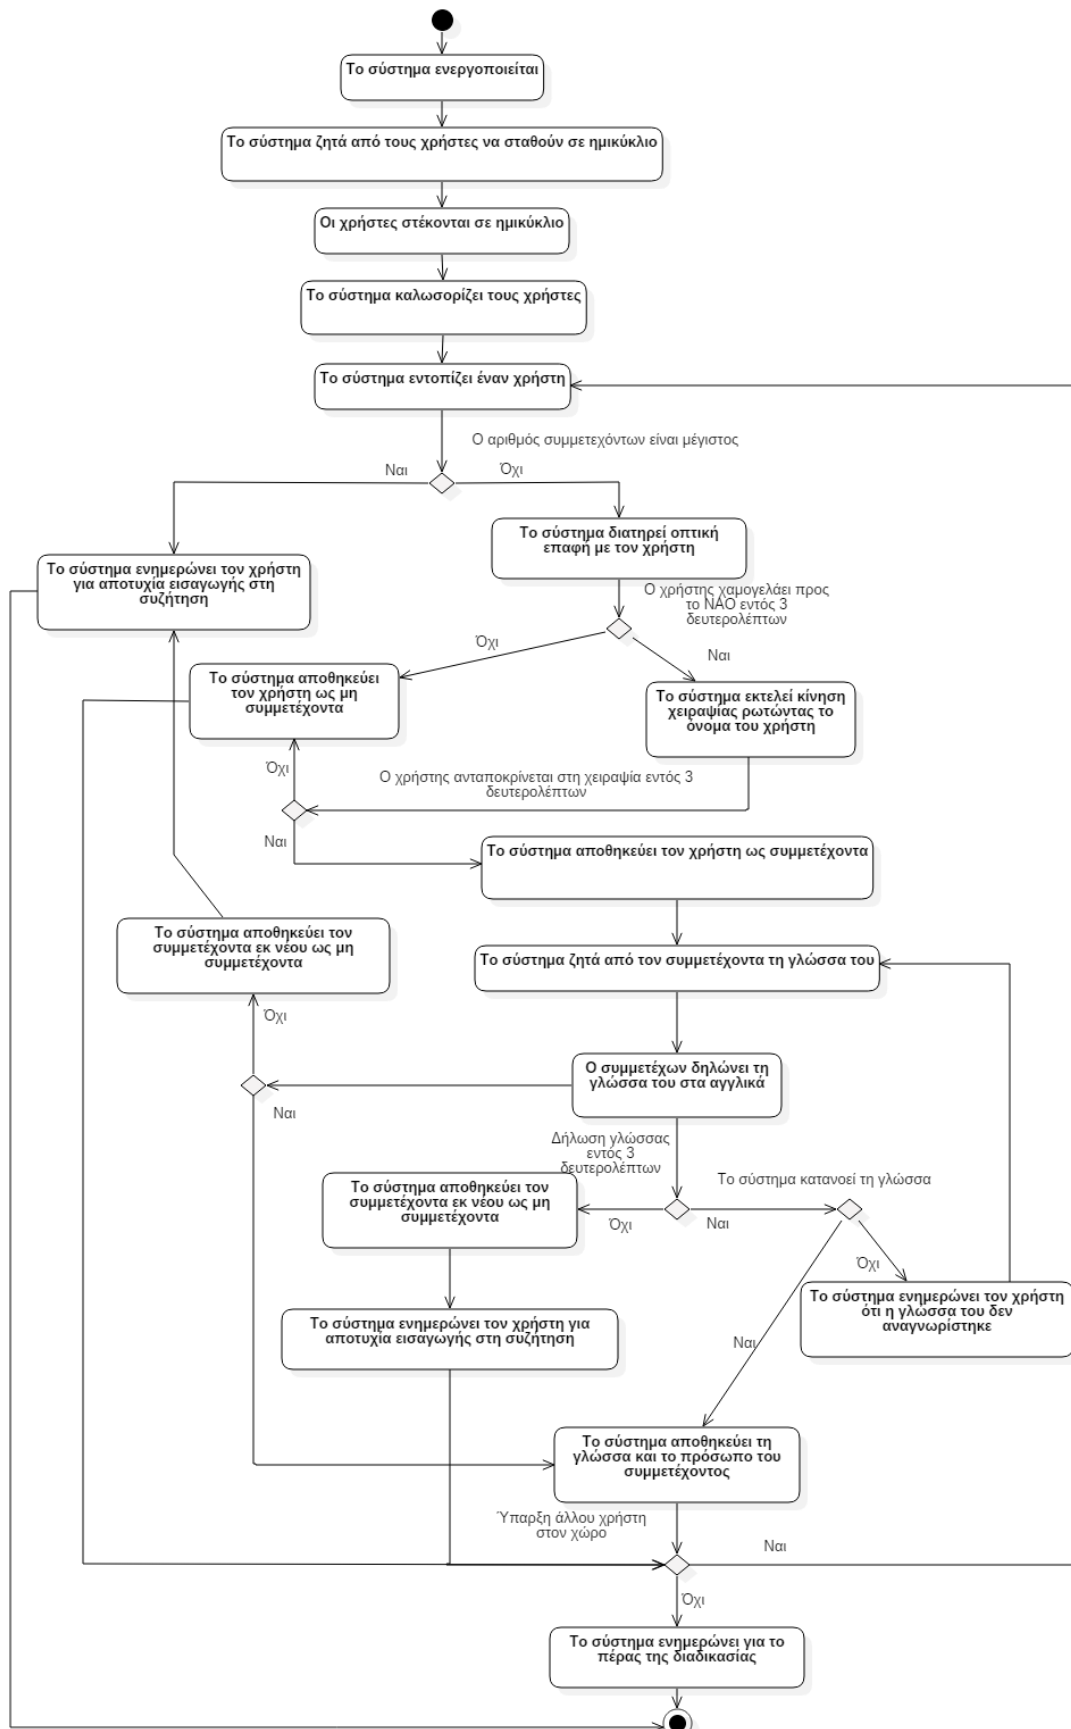 Το σύστημα ενεργοποιείται
Το σύστημα ζητά από τους χρήστες να σταθούν σε ημικύκλιο
Οι χρήστες στέκονται σε ημικύκλιο
Το σύστημα καλωσορίζει τους χρήστες
Το σύστημα εντοπίζει έναν χρήστη
Ο αριθμός συμμετεχόντων είναι μέγιστος
Ναι
Όχι
Το σύστημα διατηρεί οπτική
επαφή με τον χρήστη
Το σύστημα ενημερώνει τον χρήστη
για αποτυχία εισαγωγής στη
συζήτηση
Ο χρήστης χαμογελάει προς
το ΝΑΟ εντός 3
δευτερολέπτων
Όχι
Ναι
Το σύστημα αποθηκεύει
τον χρήστη ως μη
συμμετέχοντα
Το σύστημα εκτελεί κίνηση
χειραψίας ρωτώντας το
όνομα του χρήστη
Όχι
Ο χρήστης ανταποκρίνεται στη χειραψία εντός 3
δευτερολέπτων
Ναι
Το σύστημα αποθηκεύει τον χρήστη ως συμμετέχοντα
Το σύστημα αποθηκεύει τον
συμμετέχοντα εκ νέου ως μη
συμμετέχοντα
Το σύστημα ζητά από τον συμμετέχοντα τη γλώσσα του
Όχι
Ο συμμετέχων δηλώνει τη
γλώσσα του στα αγγλικά
Ναι
Δήλωση γλώσσας
εντός 3
δευτερολέπτων
Το σύστημα κατανοεί τη γλώσσα
Το σύστημα αποθηκεύει τον
συμμετέχοντα εκ νέου ως μη
συμμετέχοντα
Όχι
Ναι
Όχι
Το σύστημα ενημερώνει τον χρήστη
ότι η γλώσσα του δεν
αναγνωρίστηκε
Το σύστημα ενημερώνει τον χρήστη για
αποτυχία εισαγωγής στη συζήτηση
Ναι
Το σύστημα αποθηκεύει τη
γλώσσα και το πρόσωπο του
συμμετέχοντος
Ύπαρξη άλλου χρήστη
στον χώρο
Ναι
Όχι
Το σύστημα ενημερώνει για το
πέρας της διαδικασίας